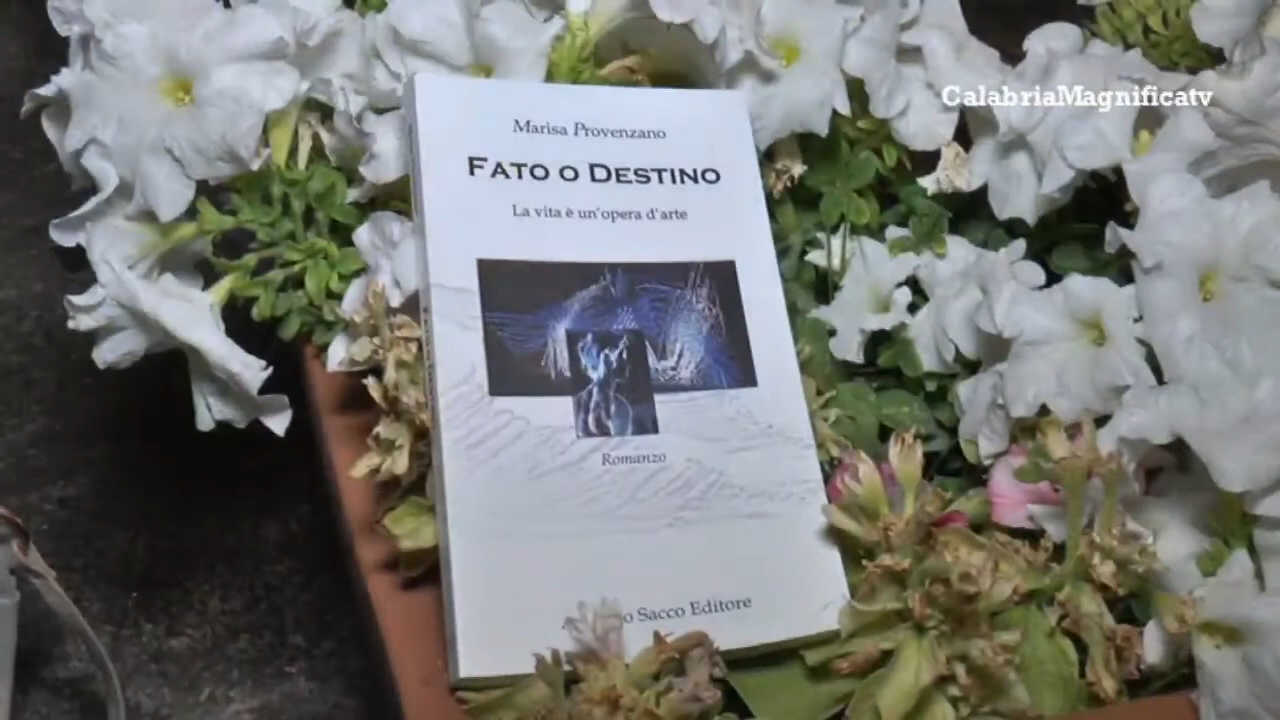 CalabriaMagnificatv
Marisa Provenzano
FATO O DESTINO
La vita è un'opera d'arte
Romanzo
Sacco Editore